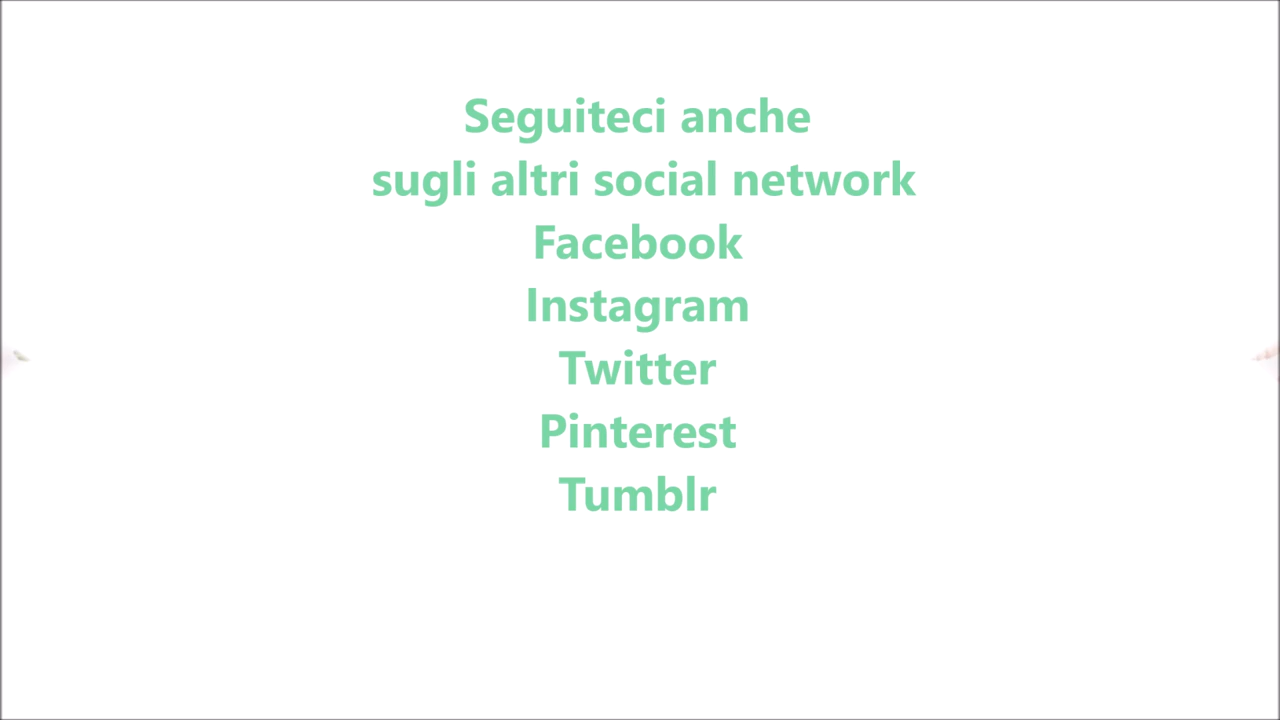 Seguiteci anche
sugli altri social network
Facebook
Instagram
Twitter
Pinterest
Tumblr